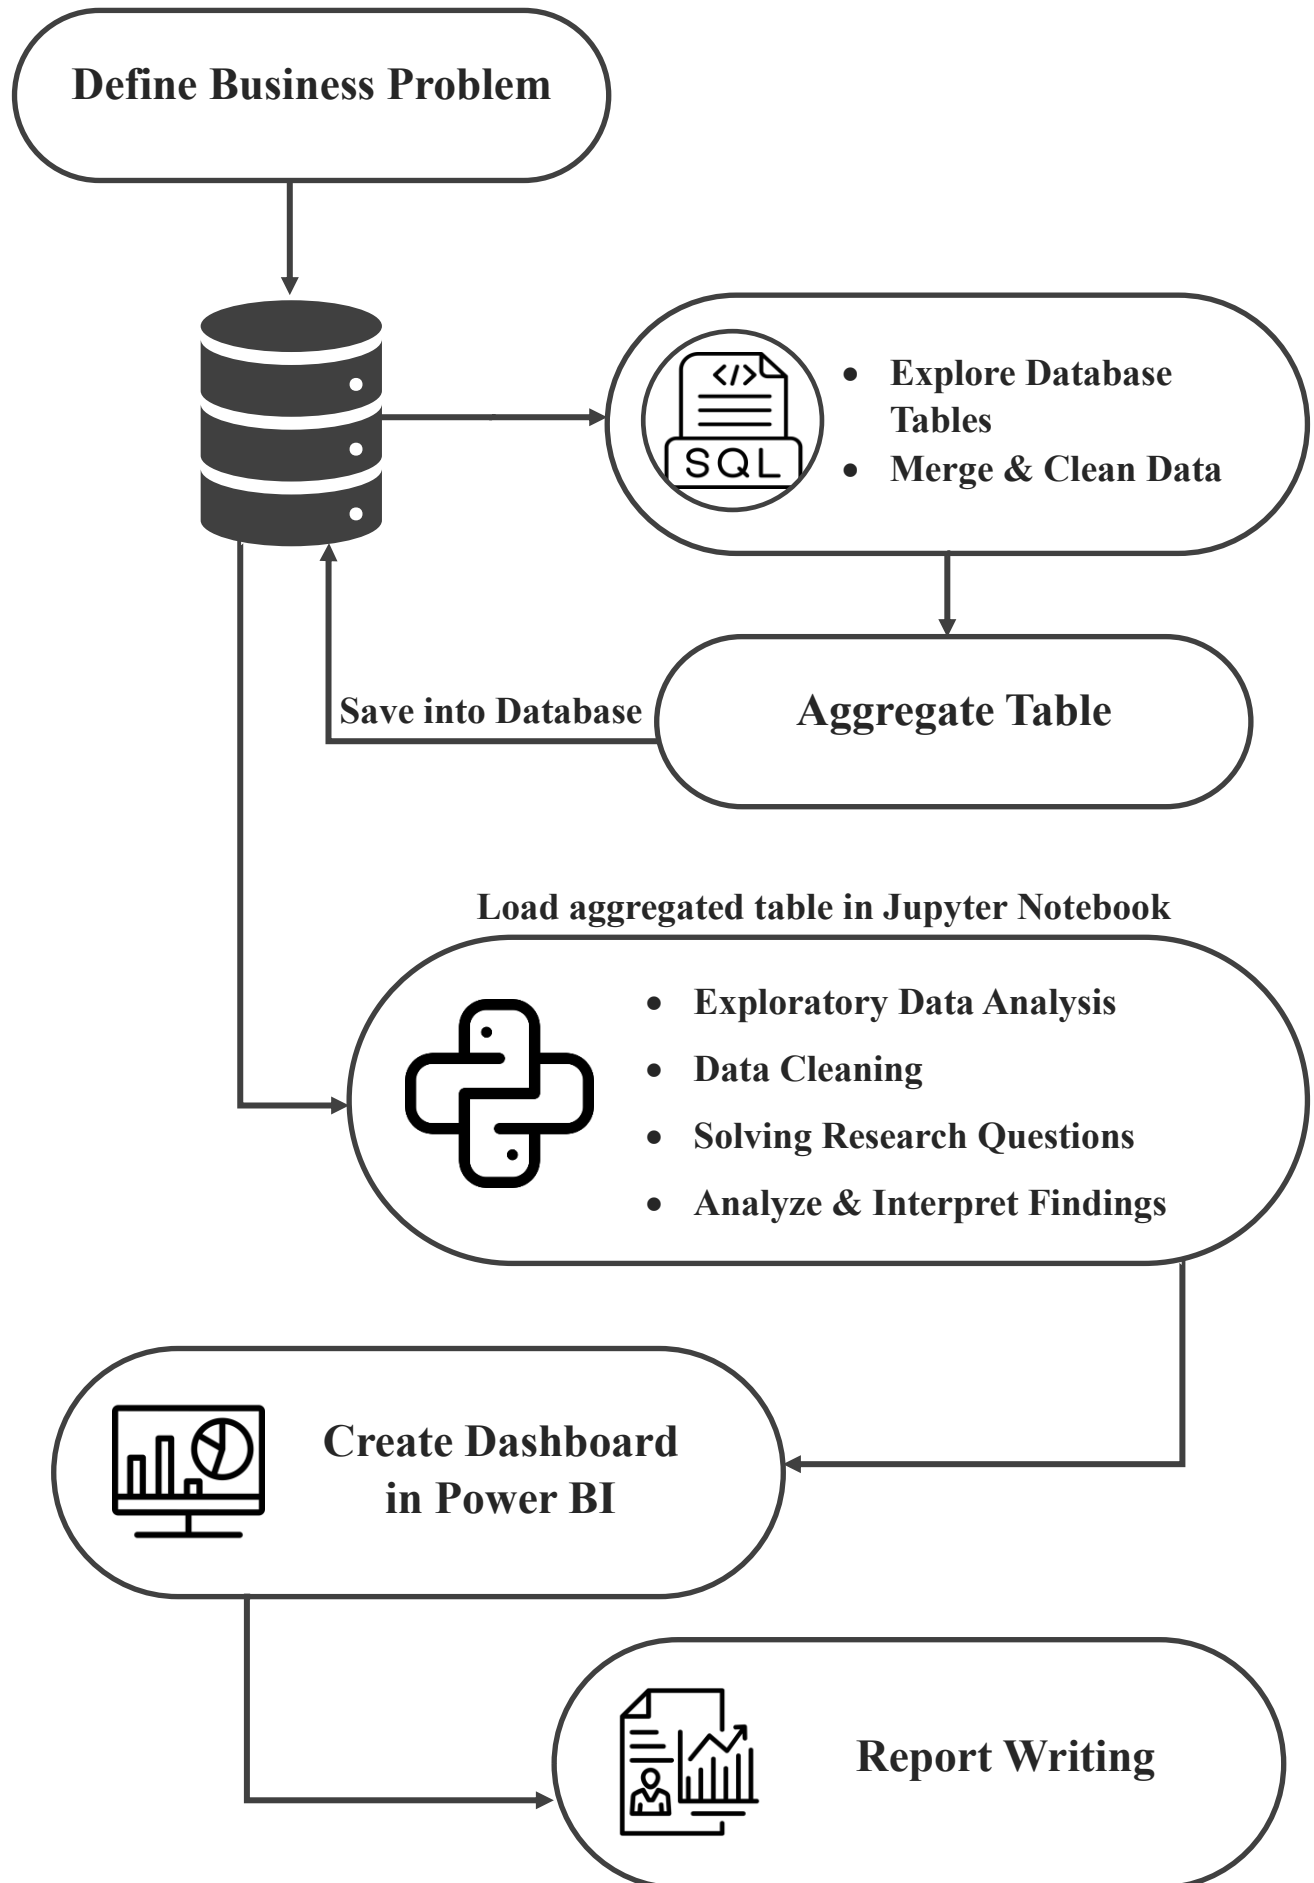 Define Business Problem
</>
SQL
• Explore Database
Tables
• Merge & Clean Data
Save into Database
Aggregate Table
Load aggregated table in Jupyter Notebook
• Exploratory Data Analysis
• Data Cleaning
• Solving Research Questions
• Analyze & Interpret Findings
Create Dashboard
in Power BI
Report Writing